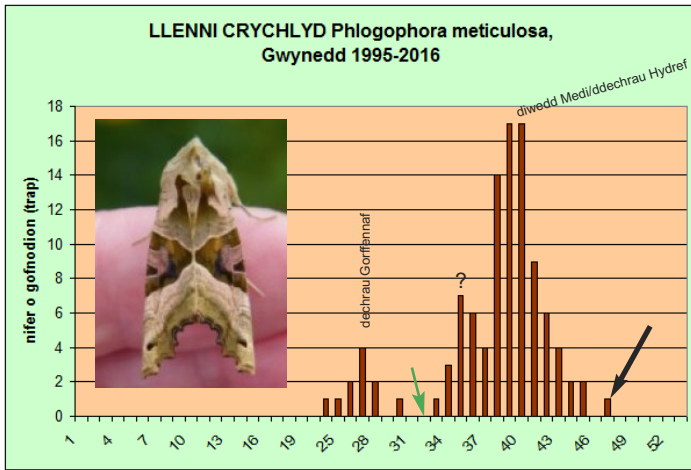 LLENNI CRYCHLYD Phlogophora meticulosa,
Gwynedd 1995-2016
diwedd Medi/ddechrau Hydref
nifer o gofnodion (trap)
18
16
14
12
10
8
6
4
2
0
dechrau Gorffennaf
?
1 4 7 10 13 16 19 22 25 28 31 34 37 40 43 46 49 52